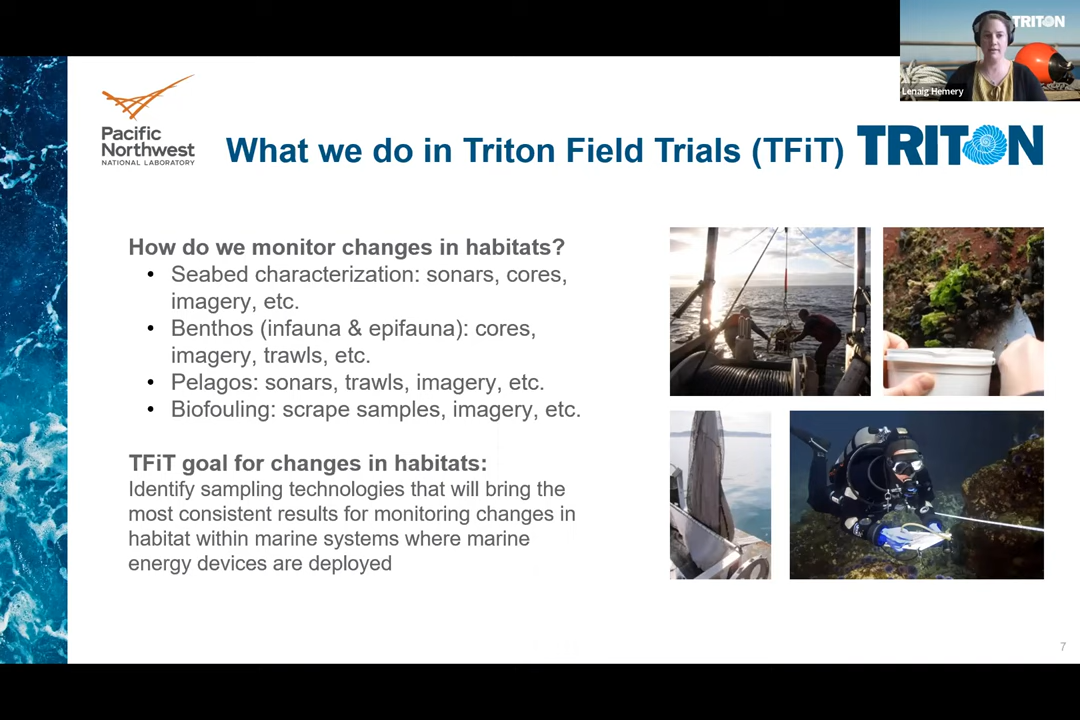 TRITON
Lenaig Hemery
Pacific
Northwest
NATIONAL LABORATORY
What we do in Triton Field Trials (TFiT)
TRITON
How do we monitor changes in habitats?
• Seabed characterization: sonars, cores,
imagery, etc.
• Benthos (infauna & epifauna): cores,
imagery, trawls, etc.
• Pelagos: sonars, trawls, imagery, etc.
• Biofouling: scrape samples, imagery, etc.
TFiT goal for changes in habitats:
Identify sampling technologies that will bring the
most consistent results for monitoring changes in
habitat within marine systems where marine
energy devices are deployed
7